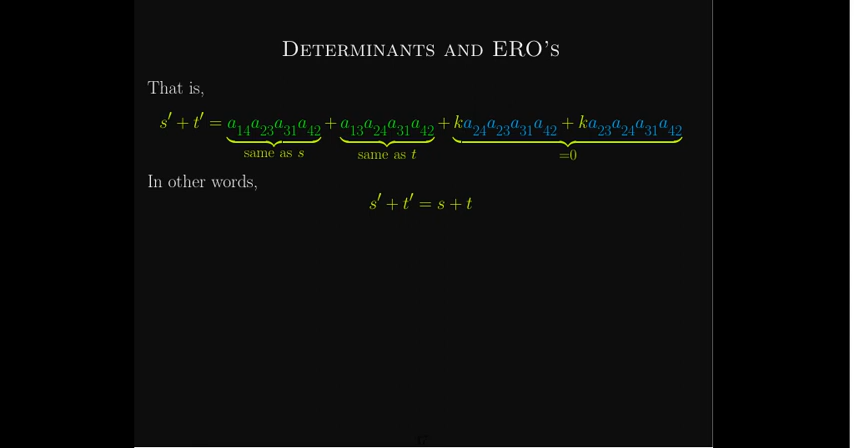 Determinants and ERO's
That is,
s′ + t′ = a₁₄a₂₃a₃₁a₄₂ + a₁₃a₂₄a₃₁a₄₂ + ka₂₄a₂₃a₃₁a₄₂ + ka₂₃a₂₄a₃₁a₄₂
same as s same as t =0
In other words,
s′ + t′ = s + t